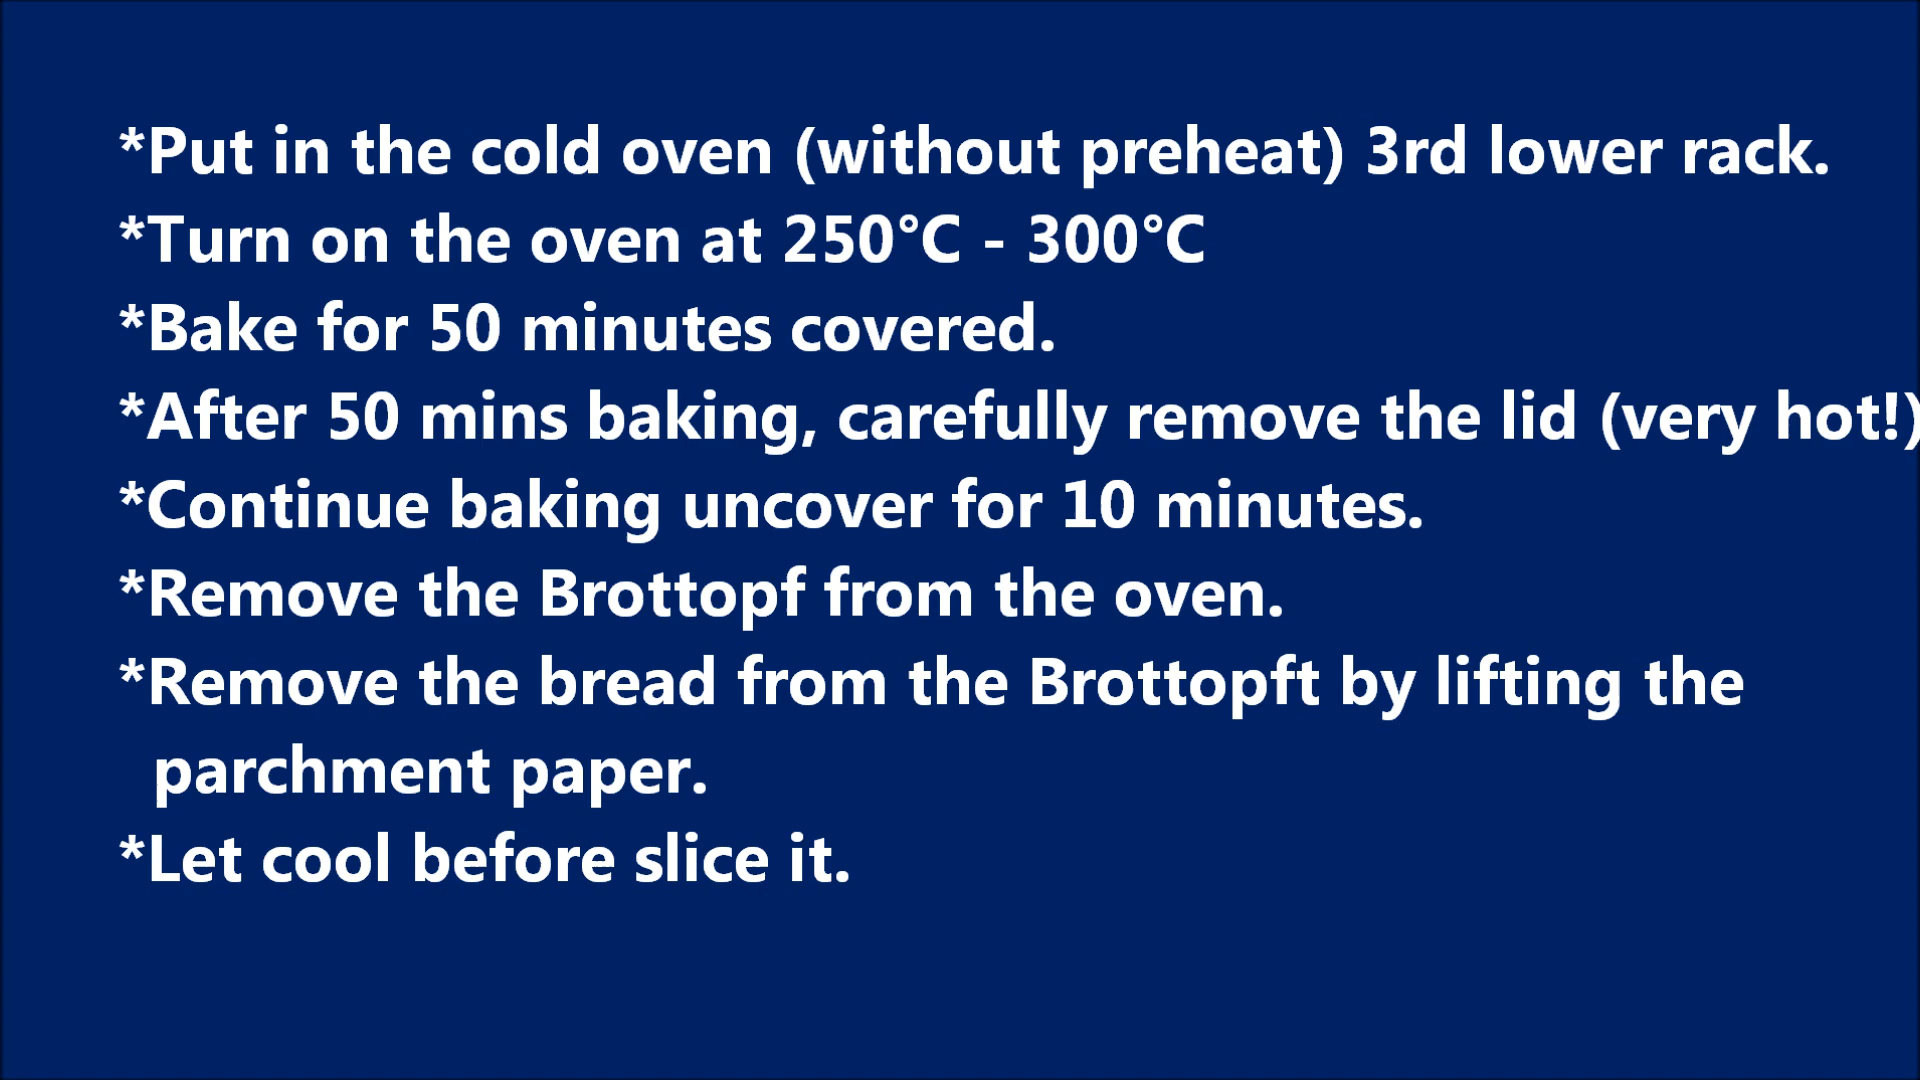 *Put in the cold oven (without preheat) 3rd lower rack.
*Turn on the oven at 250°C - 300°C
*Bake for 50 minutes covered.
*After 50 mins baking, carefully remove the lid (very hot!)
*Continue baking uncover for 10 minutes.
*Remove the Brottopf from the oven.
*Remove the bread from the Brottopft by lifting the
parchment paper.
*Let cool before slice it.